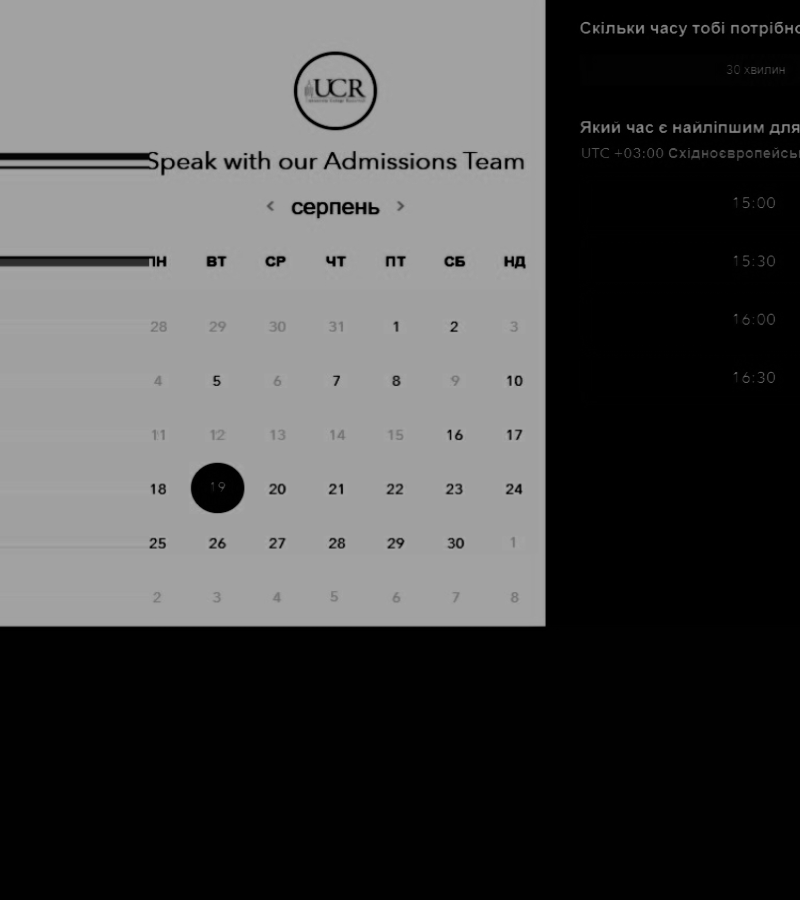 UCR
Speak with our Admissions Team
< серпень >
ПН ВТ СР ЧТ ПТ СБ НД
28 29 30 31 1 2 3
4 5 6 7 8 9 10
11 12 13 14 15 16 17
18 19 20 21 22 23 24
25 26 27 28 29 30 1
2 3 4 5 6 7 8
Скільки часу тобі потрібно
30 хвилин
Який час є найліпшим для
UTC +03:00
15:00
15:30
16:00
16:30